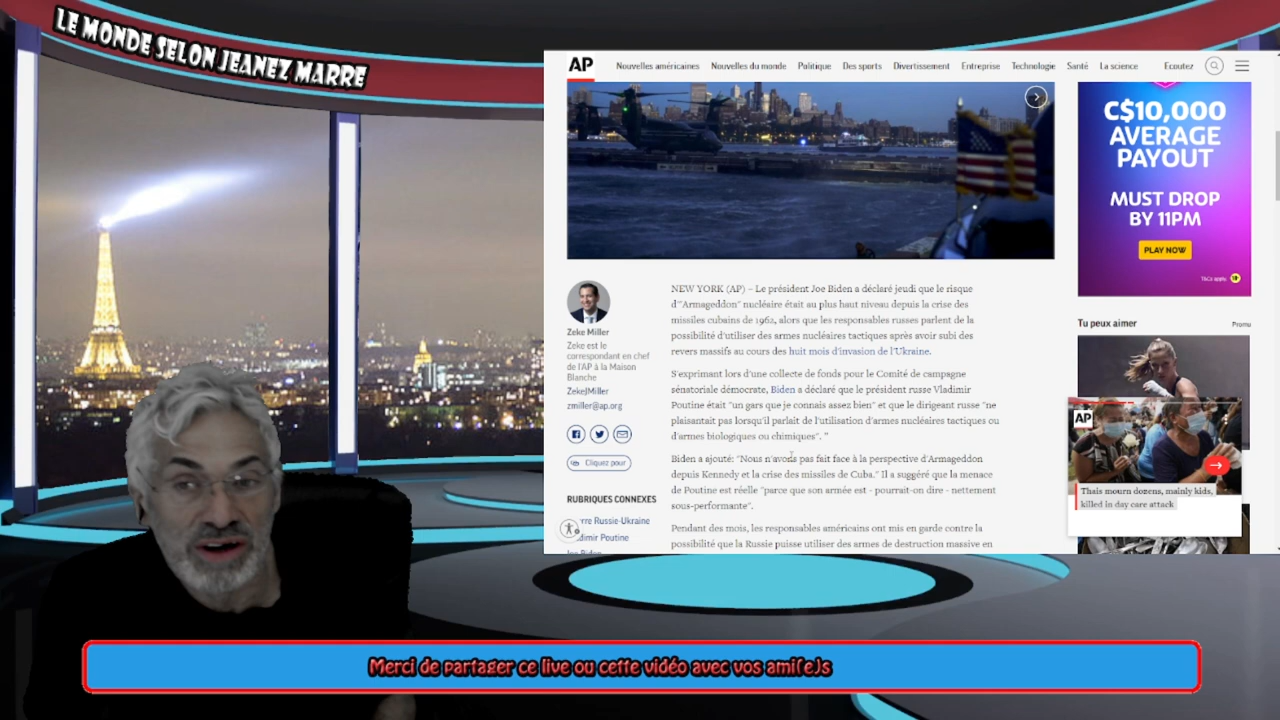 LE MONDE SELON JEANEZ MARRE
AP
Nouvelles américaines Nouvelles du monde Politique Des sports Divertissement Entreprise Technologie Santé La science Ecoutez
C$10,000
AVERAGE
PAYOUT
MUST DROP
BY 11PM
PLAY NOW
T&Cs apply.
Zeke Miller
Zeke est le
correspondant en chef
de l'AP à la Maison
Blanche
ZekeJMiller
zmiller@ap.org
Cliquez pour
RUBRIQUES CONNEXES
rre Russie-Ukraine
dimir Poutine
Joe Biden
NEW YORK (AP) – Le président Joe Biden a déclaré jeudi que le risque
d'"Armageddon" nucléaire était au plus haut niveau depuis la crise des
missiles cubains de 1962, alors que les responsables russes parlent de la
possibilité d'utiliser des armes nucléaires tactiques après avoir subi des
revers massifs au cours des huit mois d'invasion de l'Ukraine.
S'exprimant lors d'une collecte de fonds pour le Comité de campagne
sénatoriale démocrate, Biden a déclaré que le président russe Vladimir
Poutine était "un gars que je connais assez bien" et que le dirigeant russe "ne
plaisantait pas lorsqu'il parlait de l'utilisation d'armes nucléaires tactiques ou
d'armes biologiques ou chimiques". "
Biden a ajouté: "Nous n'avons pas fait face à la perspective d'Armageddon
depuis Kennedy et la crise des missiles de Cuba." Il a suggéré que la menace
de Poutine est réelle "parce que son armée est - pourrait-on dire - nettement
sous-performante".
Pendant des mois, les responsables américains ont mis en garde contre la
possibilité que la Russie puisse utiliser des armes de destruction massive en
Tu peux aimer
Promu
AP
Thais mourn dozens, mainly kids,
killed in day care attack
Merci de partager ce live ou cette vidéo avec vos ami(e)s